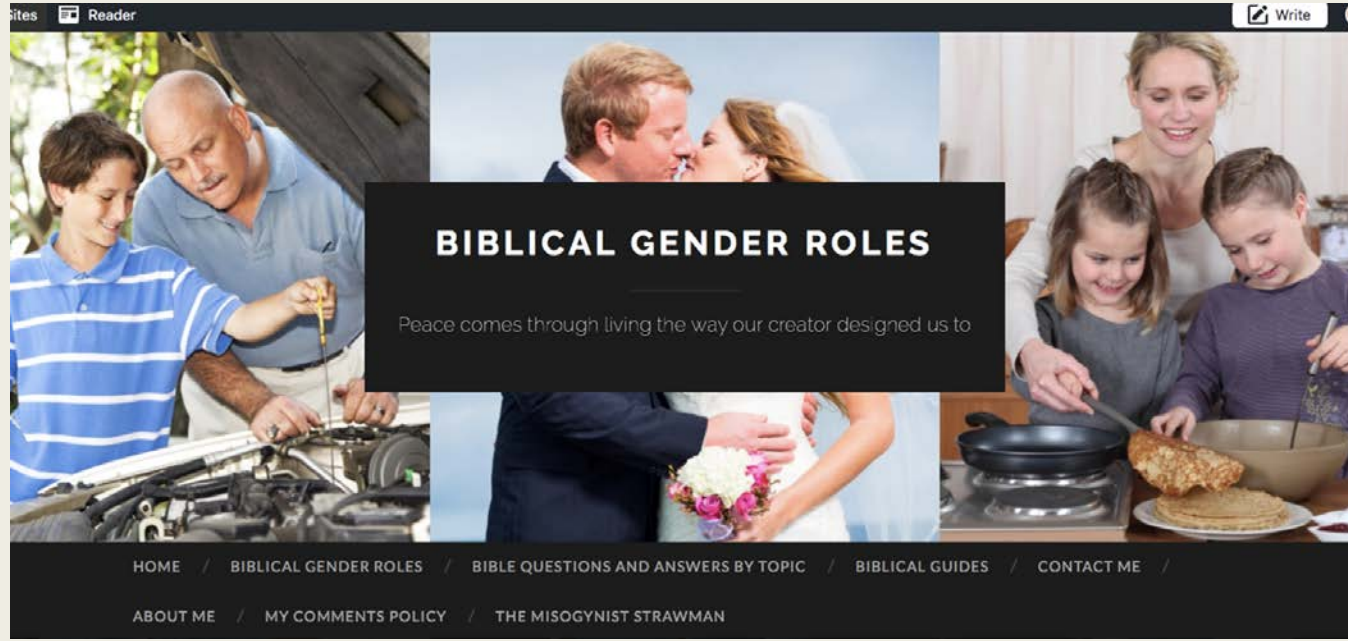 Reader
Write
BIBLICAL GENDER ROLES
Peace comes through living the way our creator designed us to
HOME / BIBLICAL GENDER ROLES / BIBLE QUESTIONS AND ANSWERS BY TOPIC / BIBLICAL GUIDES / CONTACT ME /
ABOUT ME / MY COMMENTS POLICY / THE MISOGYNIST STRAWMAN